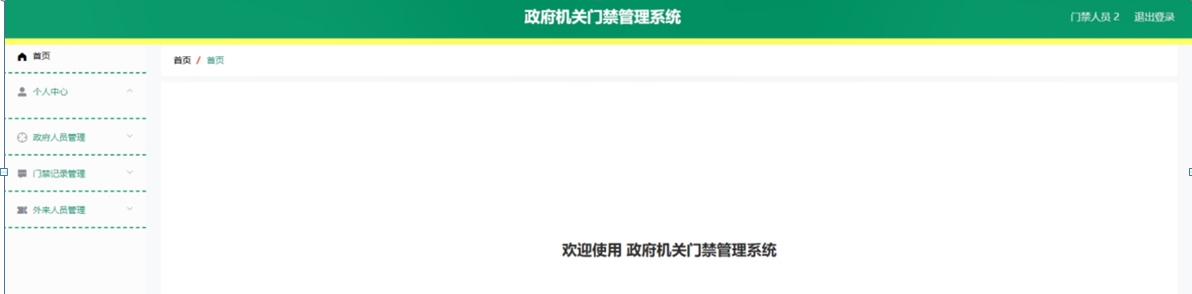 政府机关门禁管理系统
门禁人员 2 退出登录
首页
首页 / 首页
个人中心
政府人员管理
门禁记录管理
外来人员管理
欢迎使用 政府机关门禁管理系统